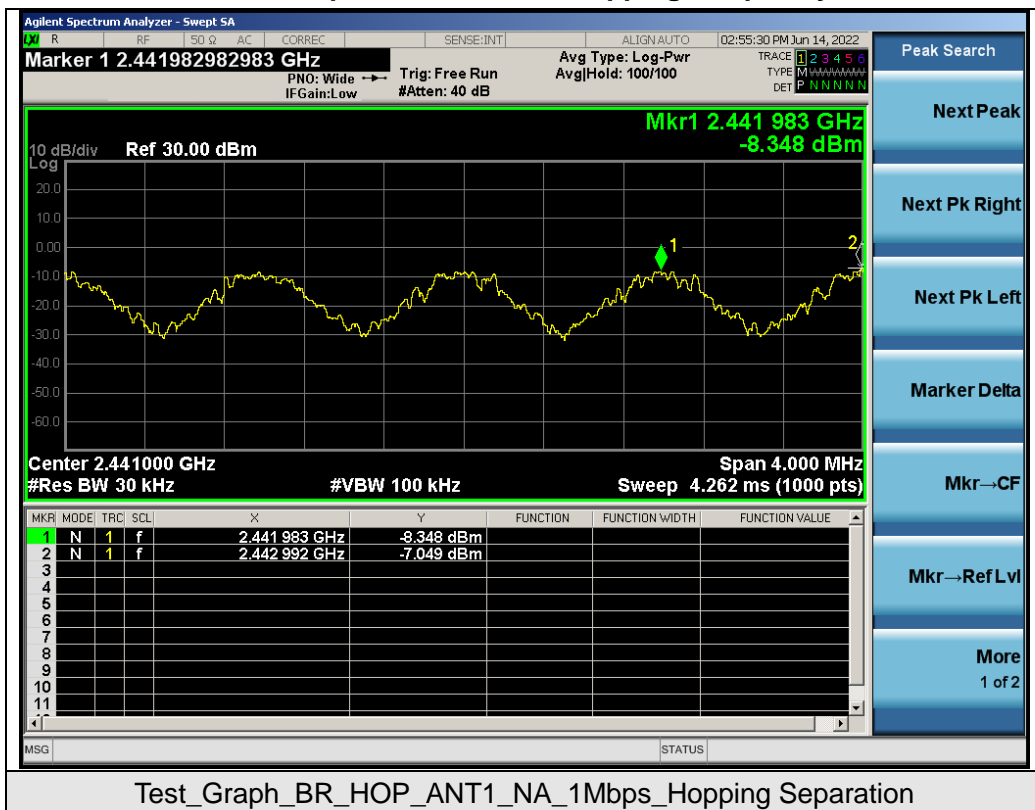 Agilent Spectrum Analyzer - Swept SA
LXI R RF 50 Ω AC CORREC SENSE:INT ALIGN AUTO 02:55:30 PM Jun 14, 2022
Marker 1 2.441982982983 GHz
PNO: Wide
IFGain:Low
Trig: Free Run
#Atten: 40 dB
Avg Type: Log-Pwr
Avg|Hold: 100/100
TRACE 1 2 3 4 5 6
TYPE M
DET P N N N N N
Peak Search
Next Peak
Next Pk Right
Next Pk Left
Marker Delta
Mkr→CF
Mkr→Ref Lvl
More
1 of 2
Mkr1 2.441 983 GHz
-8.348 dBm
10 dB/div Ref 30.00 dBm
Log
20.0
10.0
0.00
-10.0
-20.0
-30.0
-40.0
-50.0
-60.0
1
2
Center 2.441000 GHz Span 4.000 MHz
#Res BW 30 kHz #VBW 100 kHz Sweep 4.262 ms (1000 pts)
MKR MODE TRC SCL X Y FUNCTION FUNCTION WIDTH FUNCTION VALUE
1 N 1 f 2.441 983 GHz -8.348 dBm
2 N 1 f 2.442 992 GHz -7.049 dBm
3
4
5
6
7
8
9
10
11
MSG STATUS
Test_Graph_BR_HOP_ANT1_NA_1Mbps_Hopping Separation